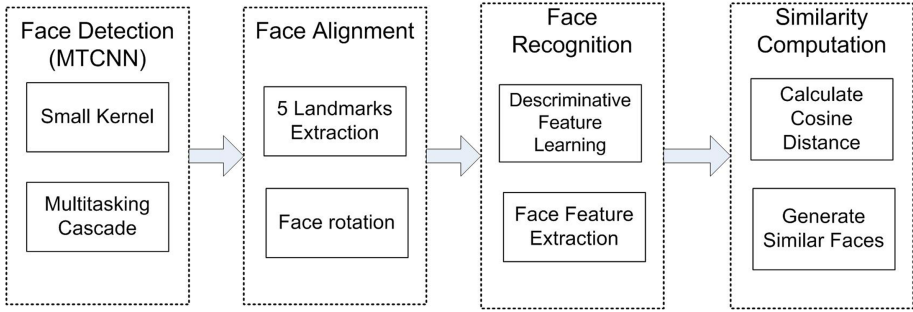 Face Detection
(MTCNN)
Small Kernel
Multitasking
Cascade
Face Alignment
5 Landmarks
Extraction
Face rotation
Face
Recognition
Descriminative
Feature
Learning
Face Feature
Extraction
Similarity
Computation
Calculate
Cosine
Distance
Generate
Similar Faces